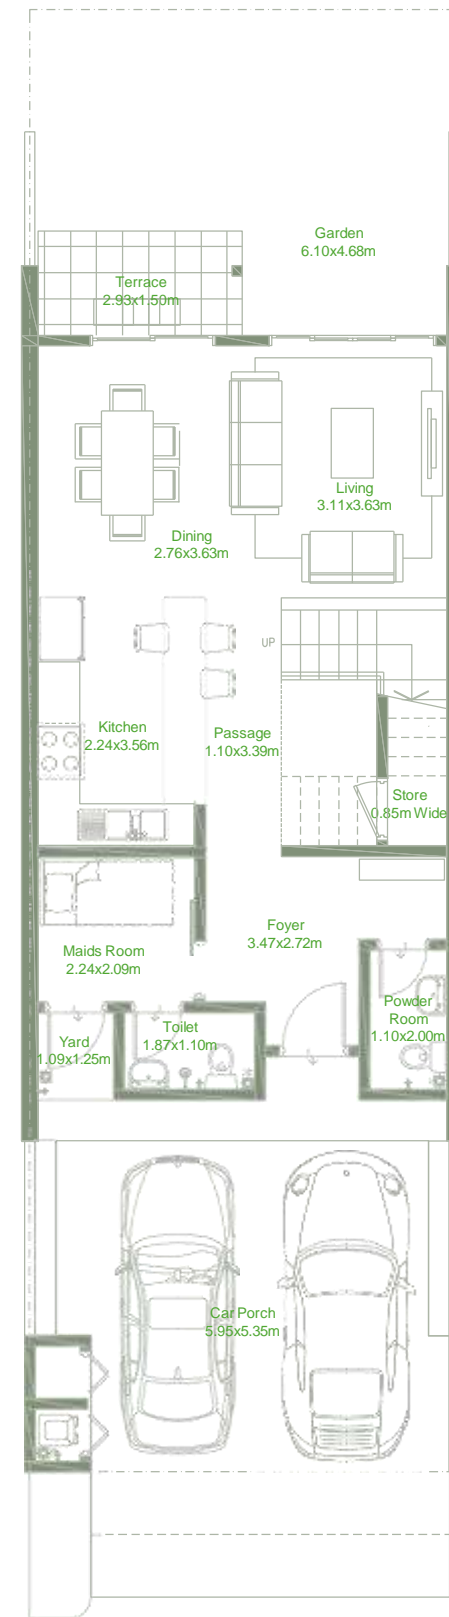 Garden
6.10x4.68m
Terrace
2.93x1.50m
Living
3.11x3.63m
Dining
2.76x3.63m
UP
Kitchen
2.24x3.56m
Passage
1.10x3.39m
Store
0.85m Wide
Foyer
3.47x2.72m
Maids Room
2.24x2.09m
Powder
Room
1.10x2.00m
Toilet
1.87x1.10m
Yard
1.09x1.25m
Car Porch
5.95x5.35m